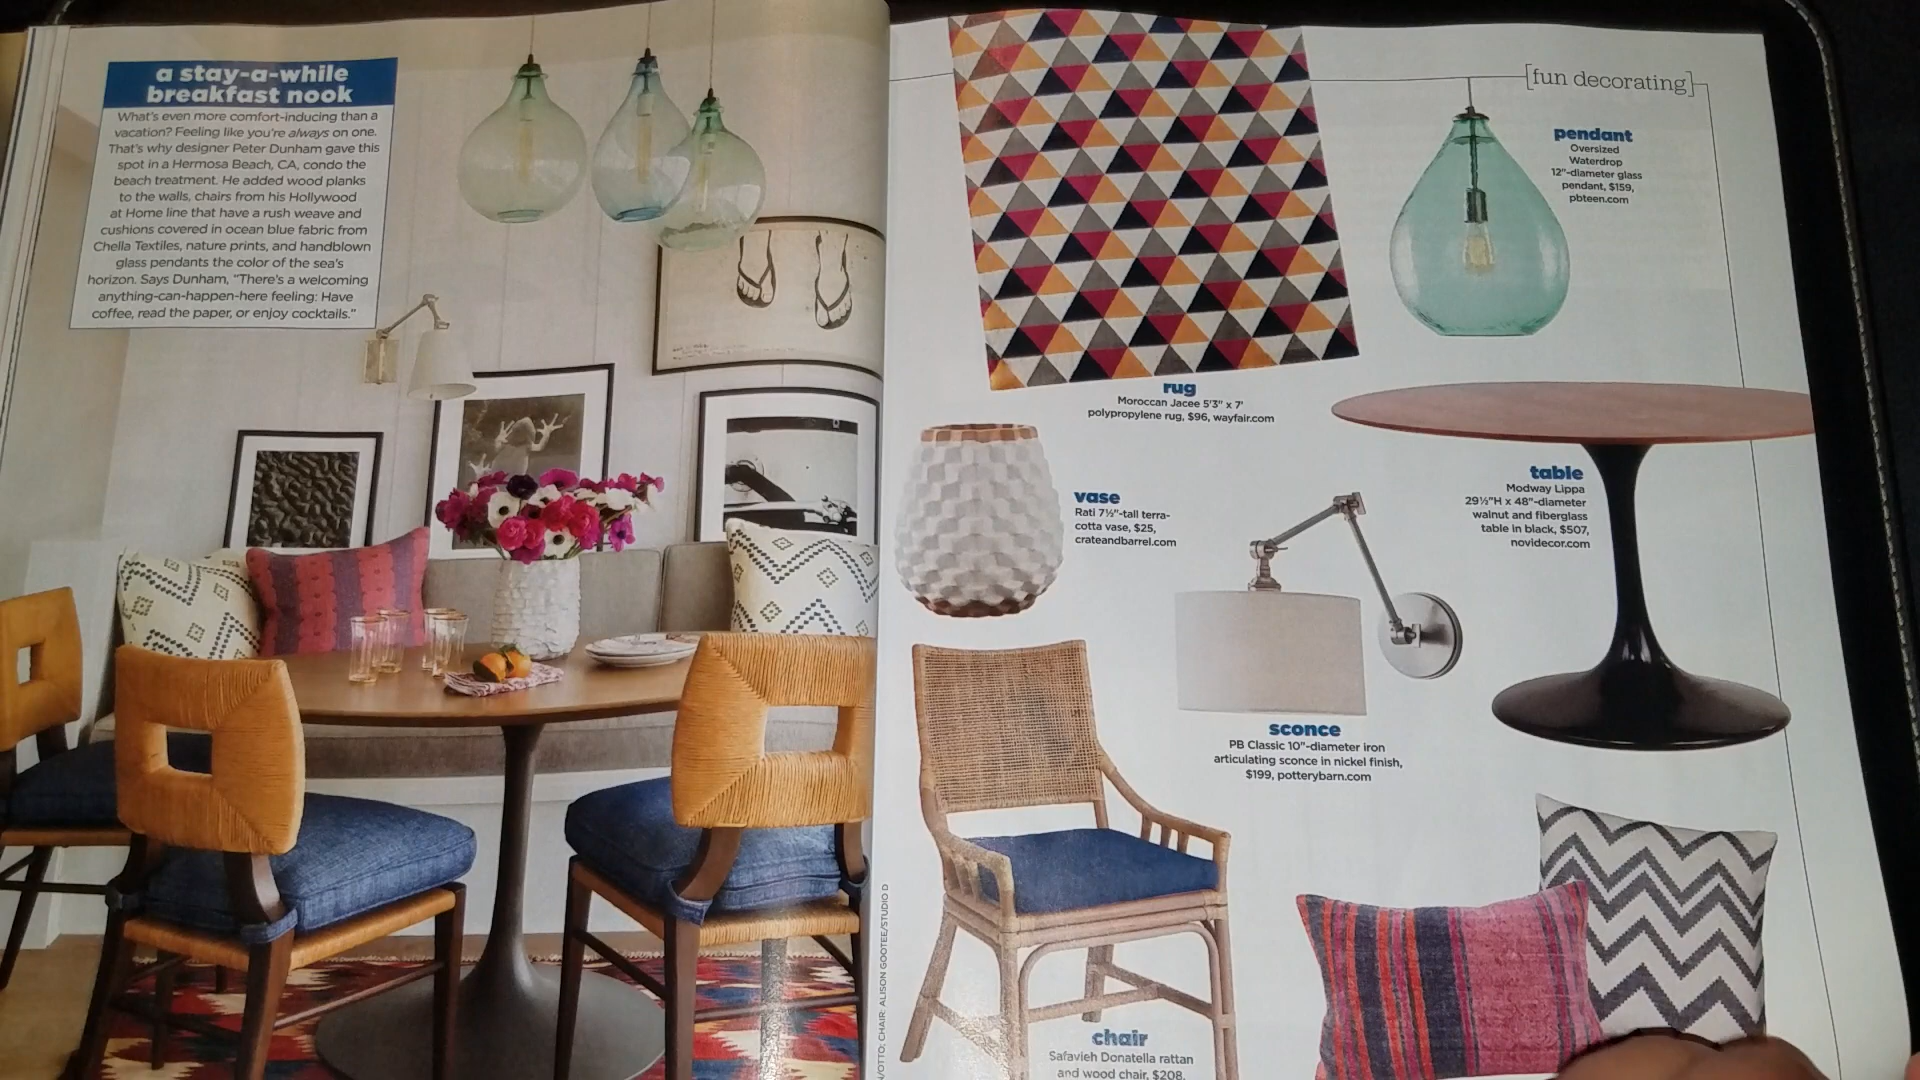 a stay-a-while
breakfast nook
What's even more comfort-inducing than a
vacation? Feeling like you're always on one.
That's why designer Peter Dunham gave this
spot in a Hermosa Beach, CA, condo the
beach treatment. He added wood planks
to the walls, chairs from his Hollywood
at Home line that have a rush weave and
cushions covered in ocean blue fabric from
Chella Textiles, nature prints, and handblown
glass pendants the color of the sea's
horizon. Says Dunham, "There's a welcoming
anything-can-happen-here feeling: Have
coffee, read the paper, or enjoy cocktails."
[fun decorating]
pendant
Oversized
Waterdrop
12"-diameter glass
pendant, $159,
pbteen.com
rug
Moroccan Jacee 5'3" x 7'
polypropylene rug, $96, wayfair.com
vase
Rati 7½"-tall terra-
cotta vase, $25,
crateandbarrel.com
table
Modway Lippa
29½"H x 48"-diameter
walnut and fiberglass
table in black, $507,
novidecor.com
sconce
PB Classic 10"-diameter iron
articulating sconce in nickel finish,
$199, potterybarn.com
chair
Safavieh Donatella rattan
and wood chair, $208,
/OTTO; CHAIR: ALISON GOOTEE/STUDIO D